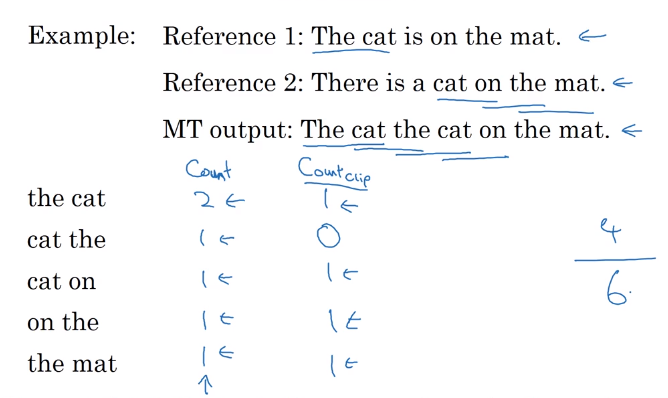 Example: Reference 1: The cat is on the mat. ←
Reference 2: There is a cat on the mat. ←
MT output: The cat the cat on the mat. ←
Count Count clip
the cat 2 ← 1 ←
cat the 1 ← 0
cat on 1 ← 1 ←
on the 1 ← 1 ←
the mat 1 ← 1 ←
↑
4
6